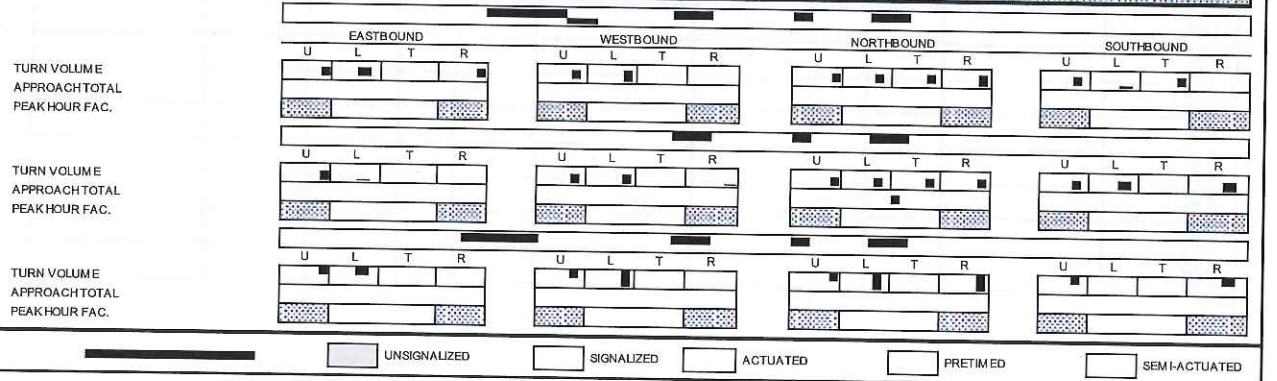 EASTBOUND WESTBOUND NORTHBOUND SOUTHBOUND
U L T R U L T R U L T R U L T R
TURN VOLUME
APPROACH TOTAL
PEAK HOUR FAC.
U L T R U L T R U L T R U L T R
TURN VOLUME
APPROACH TOTAL
PEAK HOUR FAC.
U L T R U L T R U L T R U L T R
TURN VOLUME
APPROACH TOTAL
PEAK HOUR FAC.
UNSIGNALIZED SIGNALIZED ACTUATED PRETIMED SEMI-ACTUATED